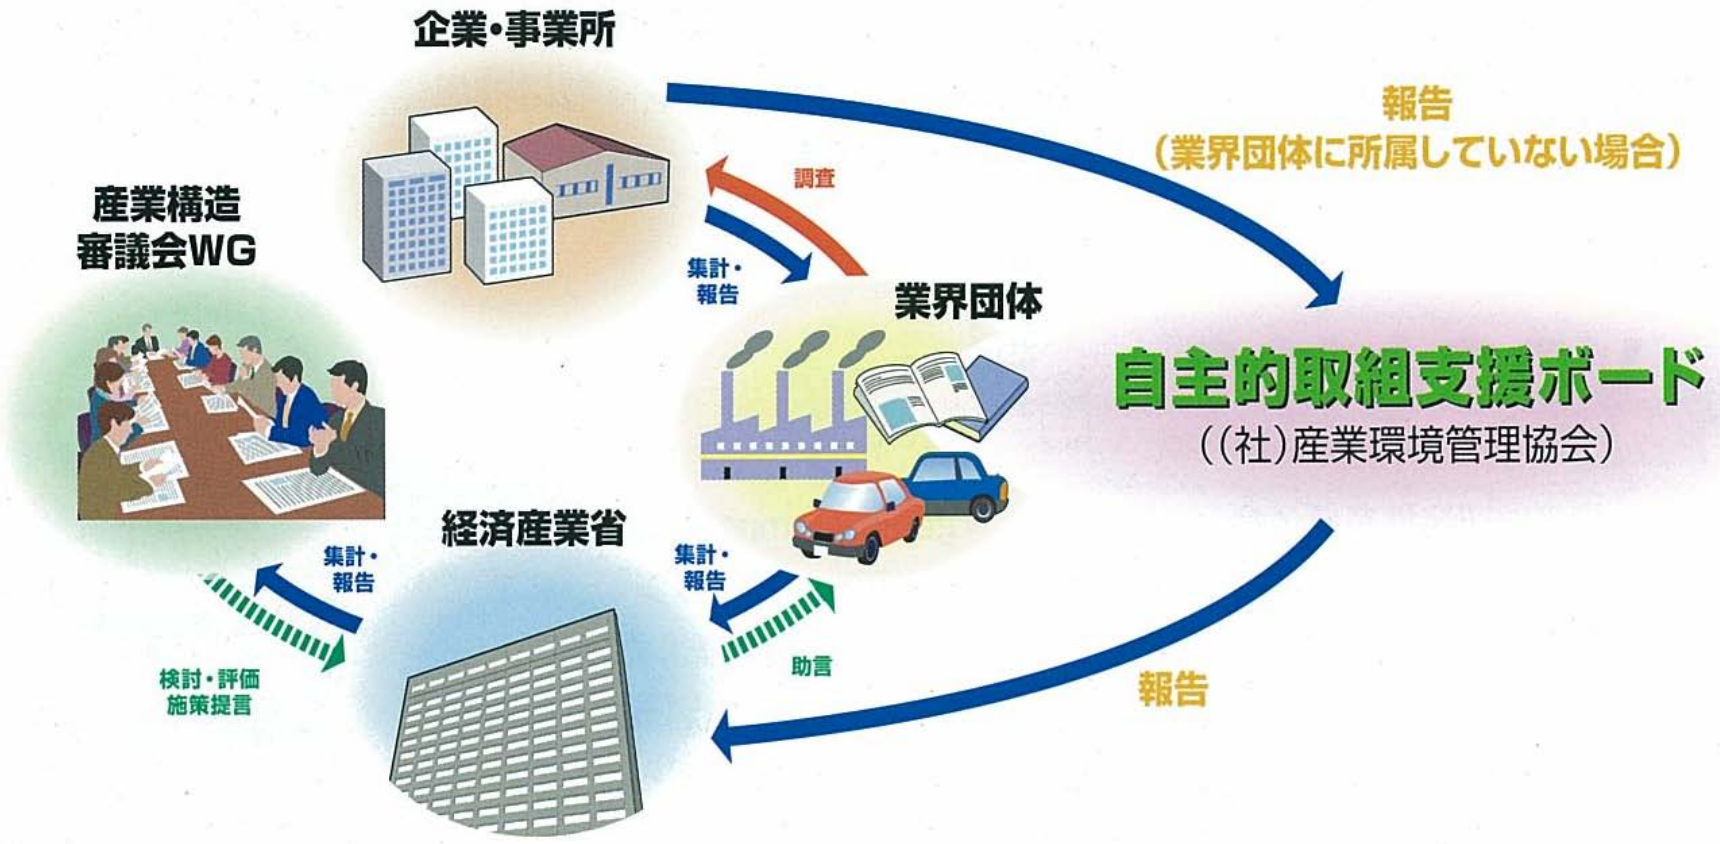 企業・事業所
報告
（業界団体に所属していない場合）
調査
産業構造
審議会WG
集計・
報告
業界団体
自主的取組支援ボード
（（社）産業環境管理協会）
経済産業省
集計・
報告
集計・
報告
検討・評価
施策提言
助言
報告